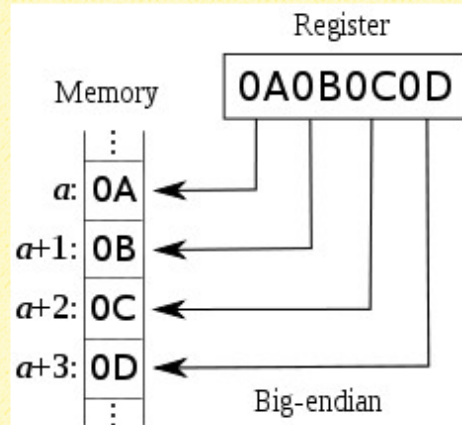 Register
0A0B0C0D
Memory
⋮
a: 0A
a+1: 0B
a+2: 0C
a+3: 0D
⋮
Big-endian